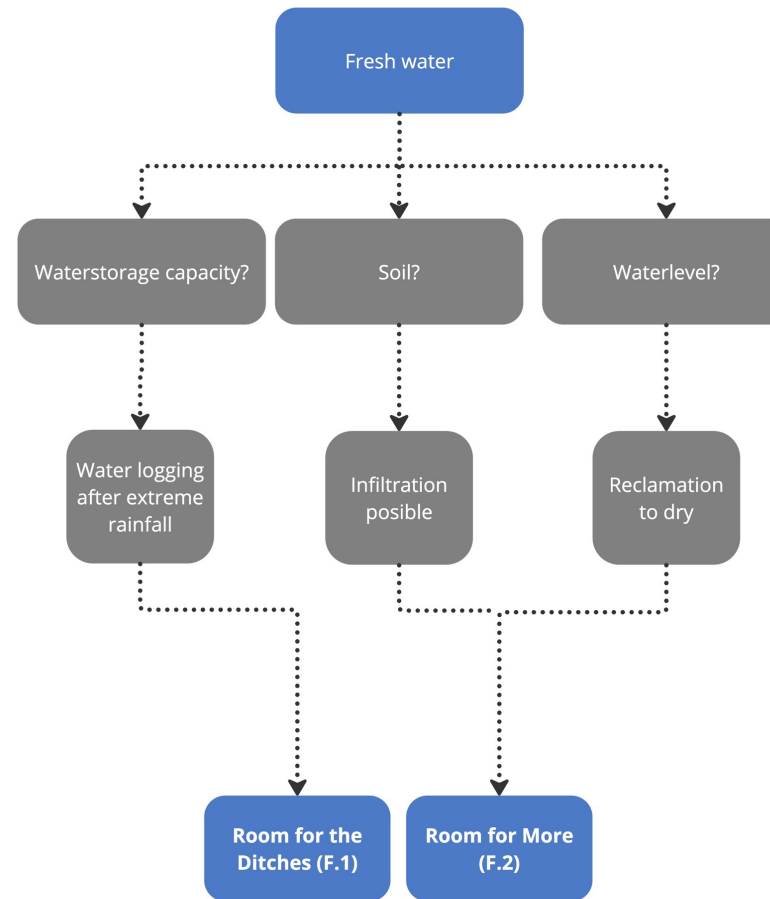 Fresh water
Waterstorage capacity?
Soil?
Waterlevel?
Water logging
after extreme
rainfall
Infiltration
posible
Reclamation
to dry
Room for the
Ditches (F.1)
Room for More
(F.2)